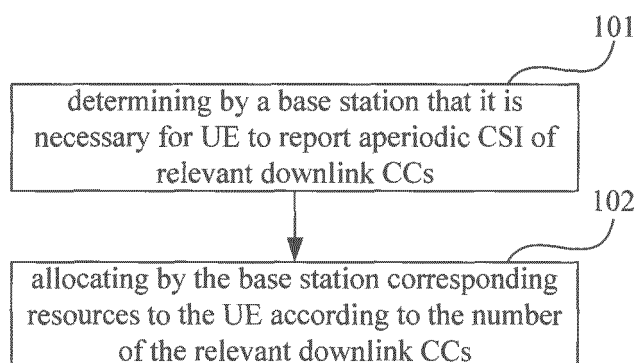 101
determining by a base station that it is
necessary for UE to report aperiodic CSI of
relevant downlink CCs
102
allocating by the base station corresponding
resources to the UE according to the number
of the relevant downlink CCs